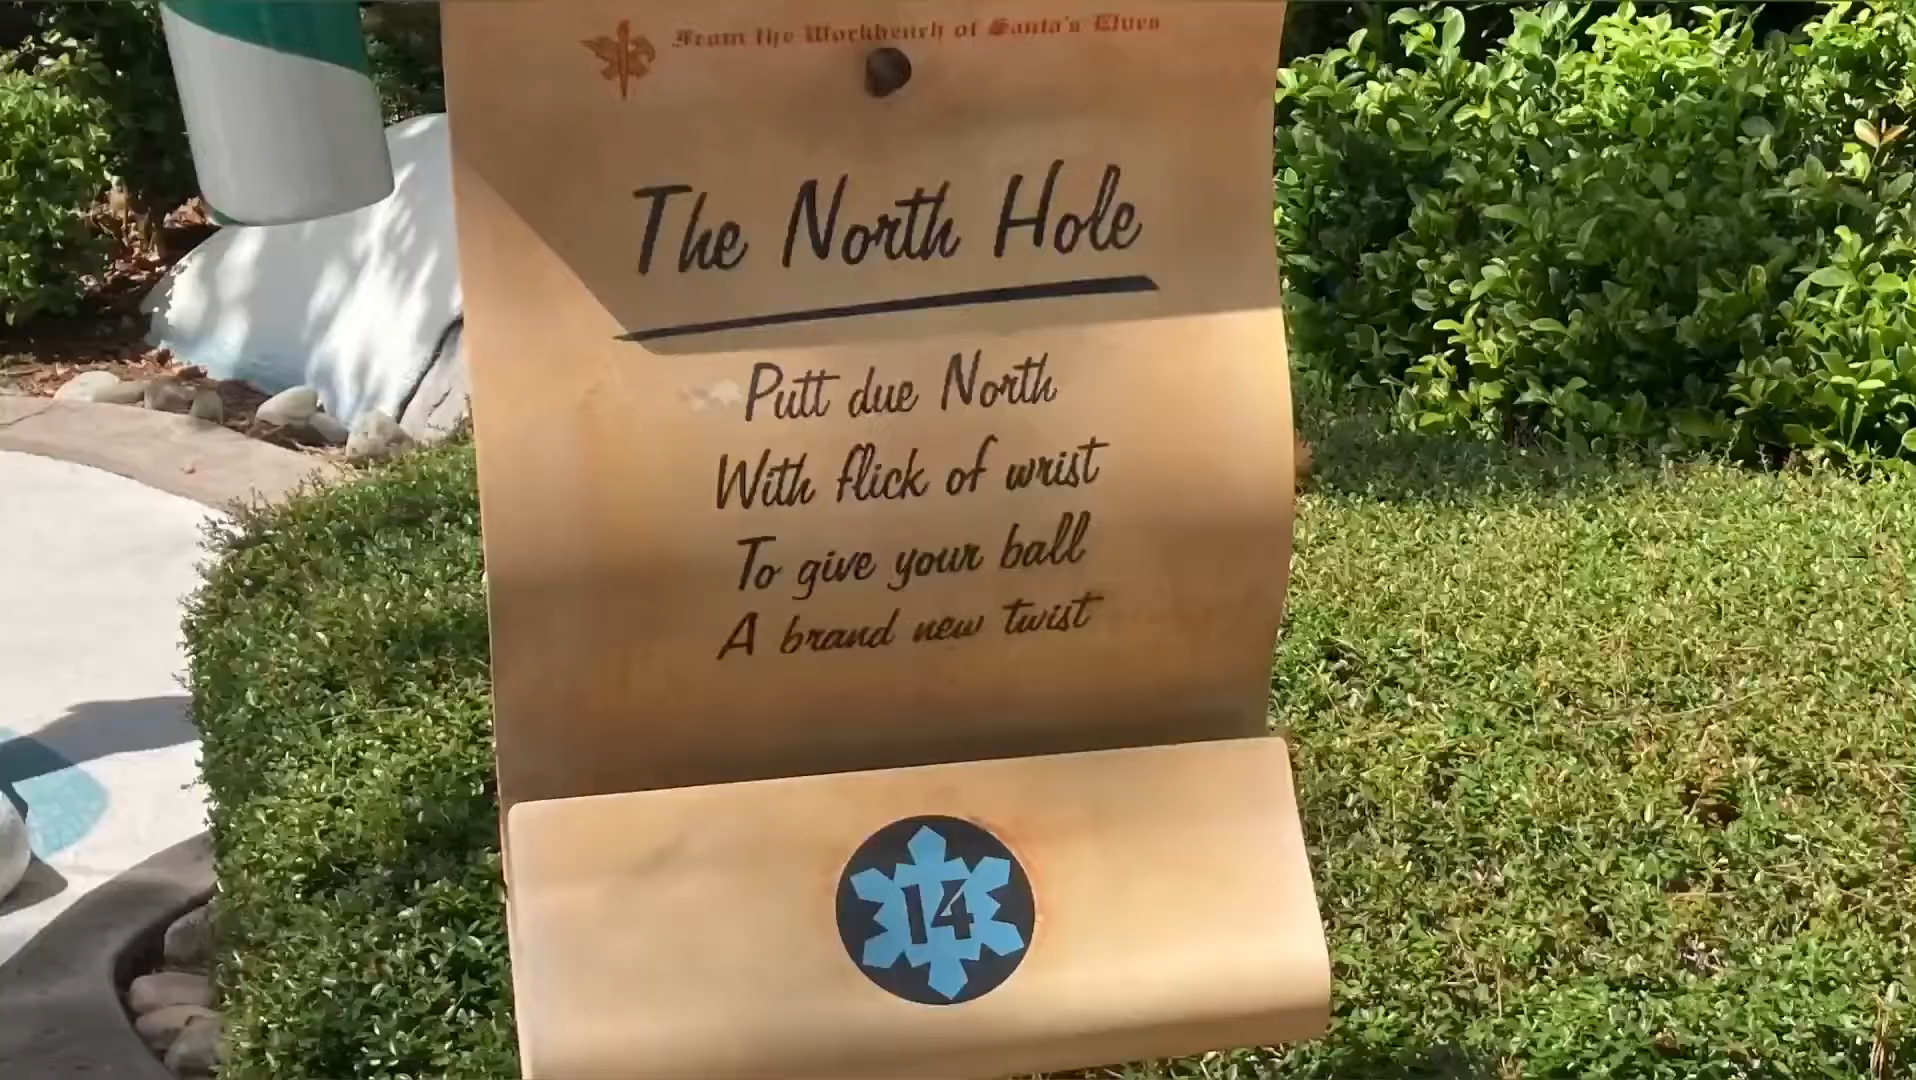 From the Workbench of Santa's Elves
The North Hole
Putt due North
With flick of wrist
To give your ball
A brand new twist
14